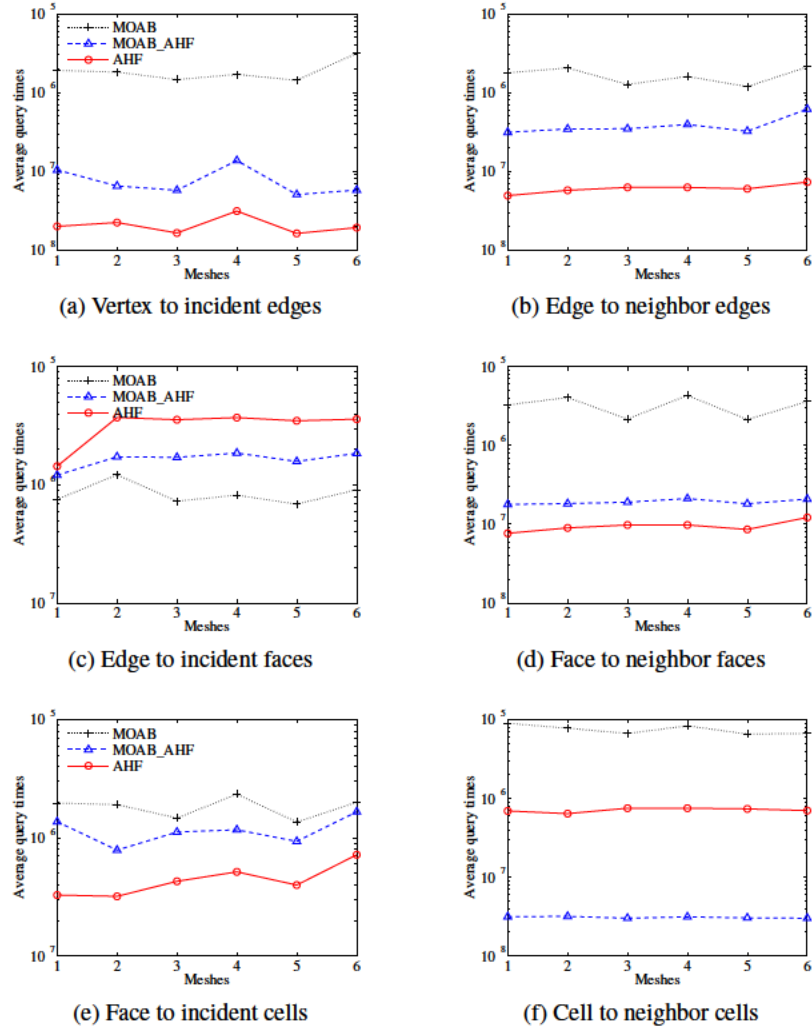 10 5
MOAB
MOAB_AHF
AHF
10 6
10 7
10 8
Average query times
1 2 3 4 5 6
Meshes
(a) Vertex to incident edges
10 5
10 6
10 7
10 8
Average query times
1 2 3 4 5 6
Meshes
(b) Edge to neighbor edges
10 5
MOAB
MOAB_AHF
AHF
10 6
10 7
Average query times
1 2 3 4 5 6
Meshes
(c) Edge to incident faces
10 5
10 6
10 7
10 8
Average query times
1 2 3 4 5 6
Meshes
(d) Face to neighbor faces
10 5
MOAB
MOAB_AHF
AHF
10 6
10 7
Average query times
1 2 3 4 5 6
Meshes
(e) Face to incident cells
10 5
10 6
10 7
10 8
Average query times
1 2 3 4 5 6
Meshes
(f) Cell to neighbor cells